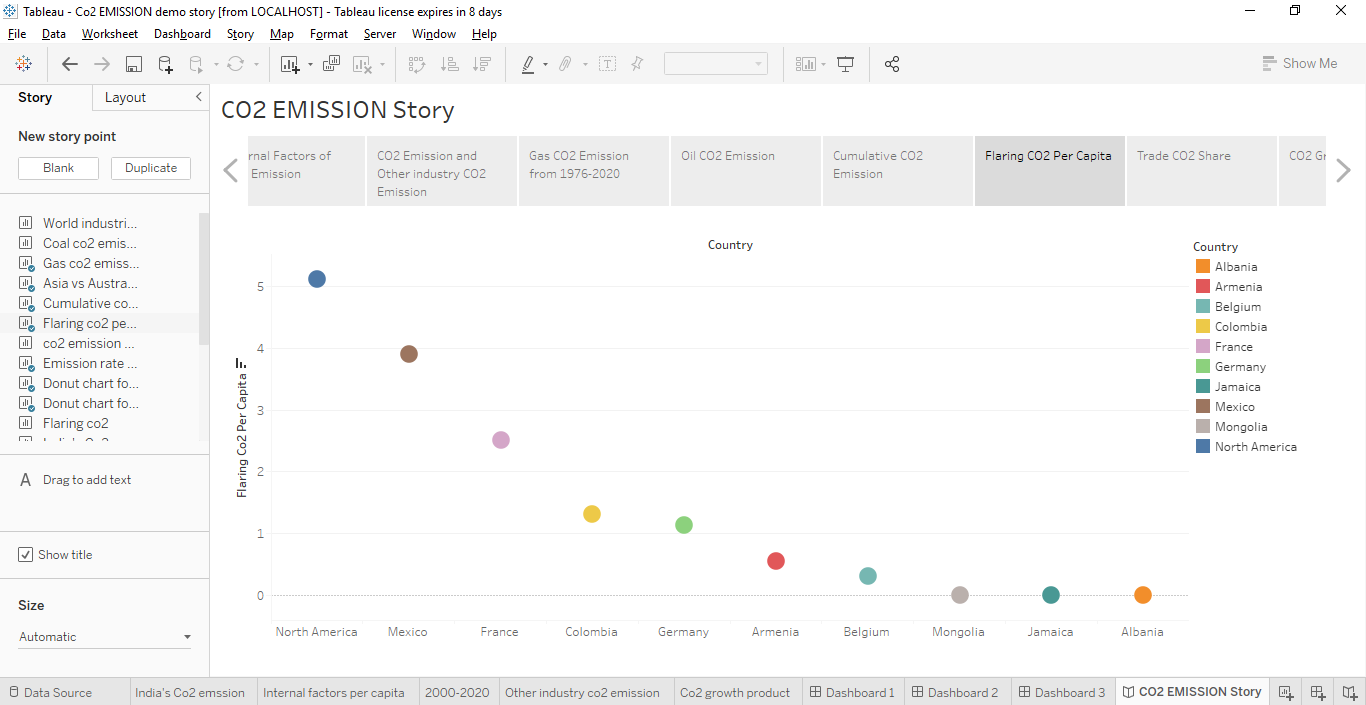 Tableau - Co2 EMISSION demo story [from LOCALHOST] - Tableau license expires in 8 days
File Data Worksheet Dashboard Story Map Format Server Window Help
Show Me
Story Layout
New story point
Blank Duplicate
World industri...
Coal co2 emis...
Gas co2 emiss...
Asia vs Austra...
Cumulative co...
Flaring co2 pe...
co2 emission ...
Emission rate ...
Donut chart fo...
Donut chart fo...
Flaring co2
A Drag to add text
Show title
Size
Automatic
CO2 EMISSION Story
rnal Factors of
Emission
CO2 Emission and
Other industry CO2
Emission
Gas CO2 Emission
from 1976-2020
Oil CO2 Emission
Cumulative CO2
Emission
Flaring CO2 Per Capita
Trade CO2 Share
CO2 Gr
Country
Flaring Co2 Per Capita
5
4
3
2
1
0
North America Mexico France Colombia Germany Armenia Belgium Mongolia Jamaica Albania
Country
Albania
Armenia
Belgium
Colombia
France
Germany
Jamaica
Mexico
Mongolia
North America
Data Source India's Co2 emssion Internal factors per capita 2000-2020 Other industry co2 emission Co2 growth product Dashboard 1 Dashboard 2 Dashboard 3 CO2 EMISSION Story